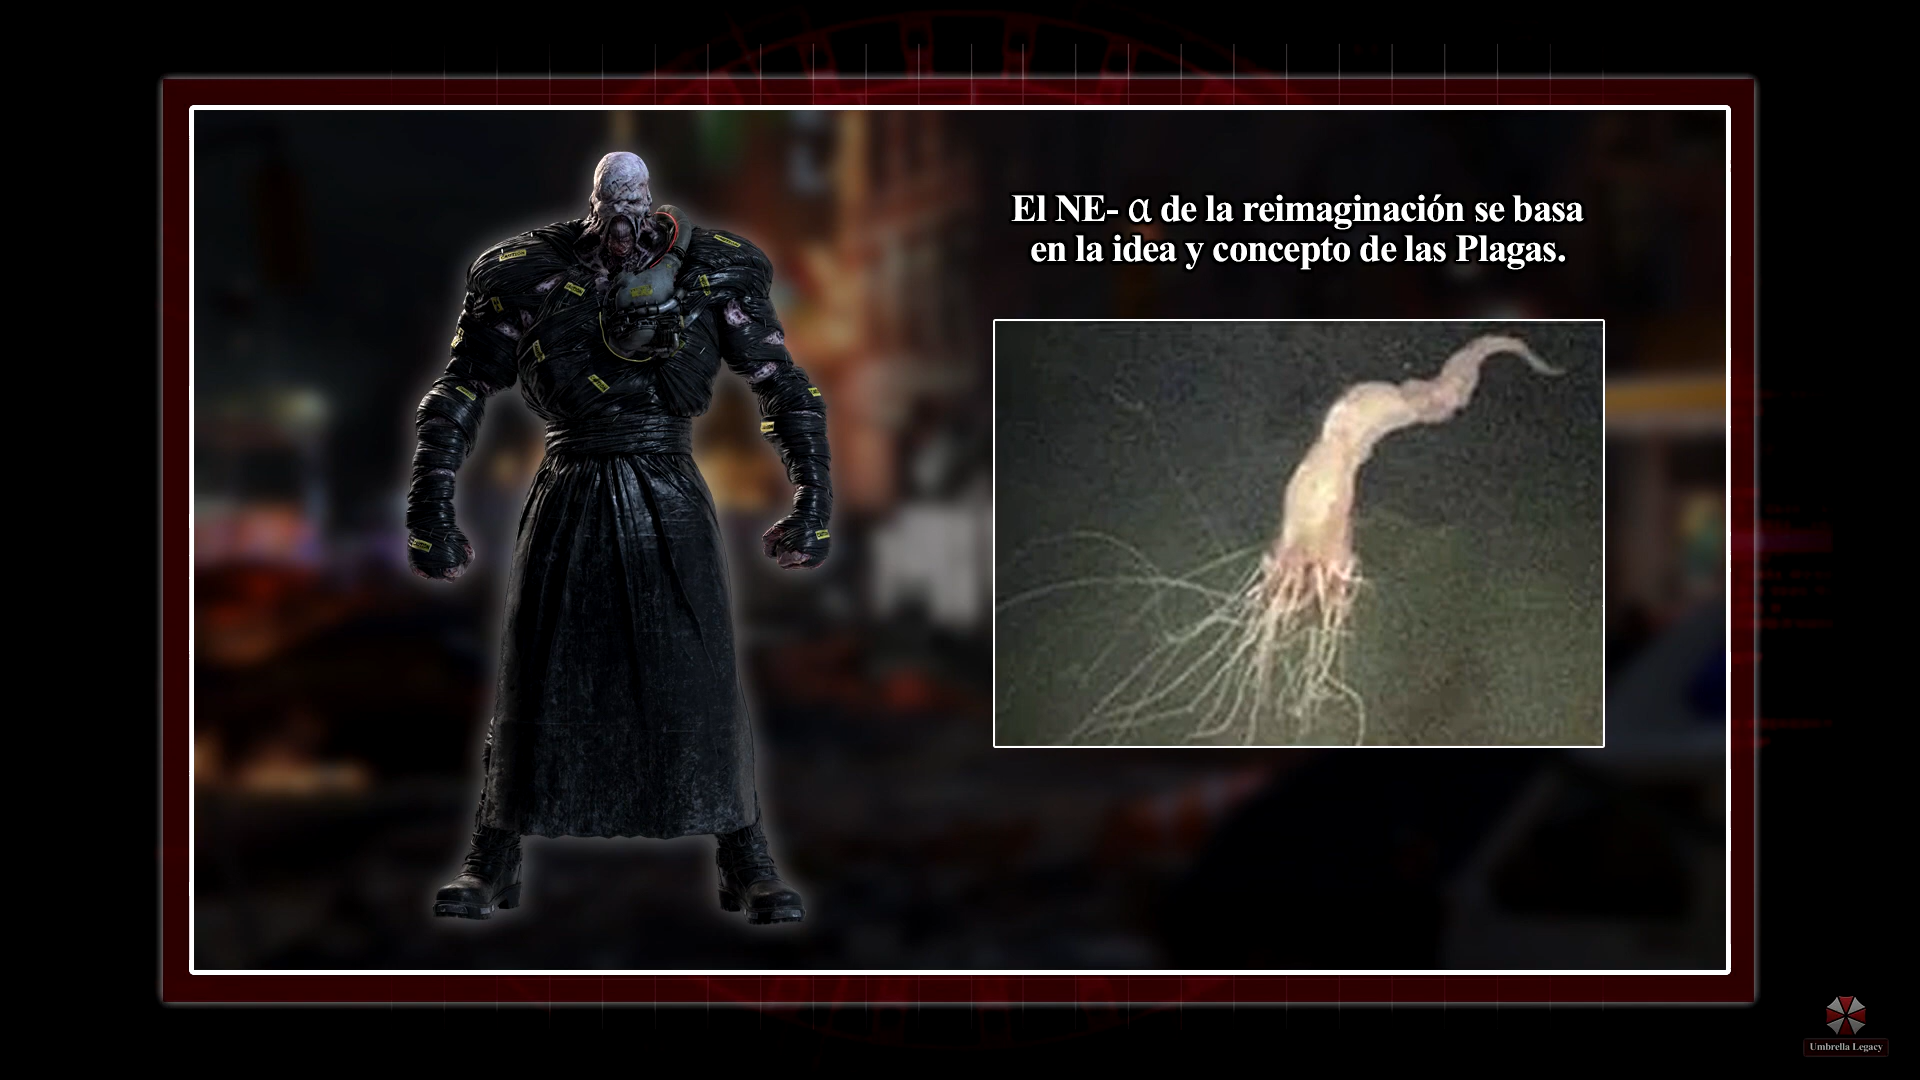 El NE- α de la reimaginación se basa
en la idea y concepto de las Plagas.
Umbrella Legacy